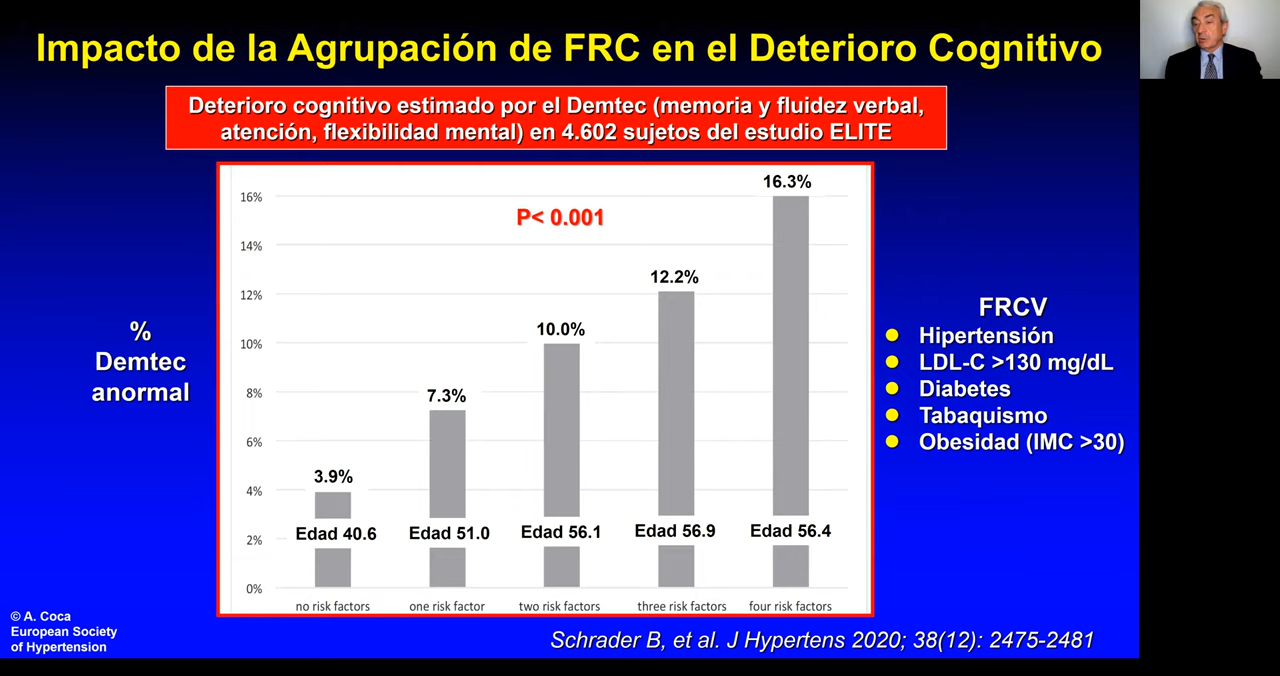 Impacto de la Agrupación de FRC en el Deterioro Cognitivo
Deterioro cognitivo estimado por el Demtec (memoria y fluidez verbal,
atención, flexibilidad mental) en 4.602 sujetos del estudio ELITE
%
Demtec
anormal
P< 0.001
16%
14%
12%
10%
8%
6%
4%
2%
0%
3.9%
7.3%
10.0%
12.2%
16.3%
Edad 40.6
Edad 51.0
Edad 56.1
Edad 56.9
Edad 56.4
no risk factors
one risk factor
two risk factors
three risk factors
four risk factors
FRCV
Hipertensión
LDL-C >130 mg/dL
Diabetes
Tabaquismo
Obesidad (IMC >30)
© A. Coca
European Society
of Hypertension
Schrader B, et al. J Hypertens 2020; 38(12): 2475-2481